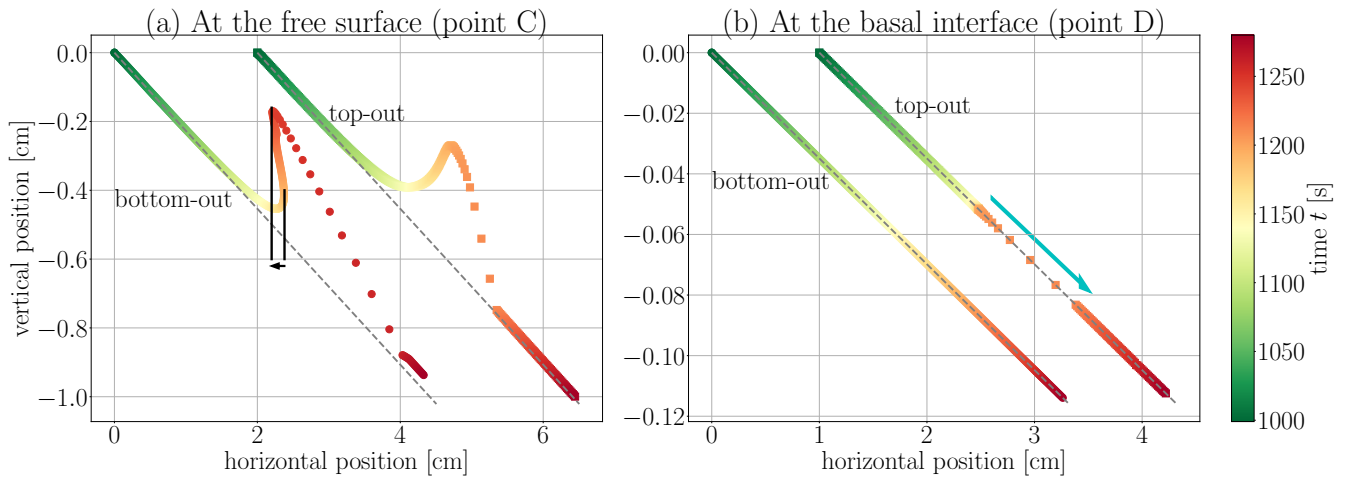 (a) At the free surface (point C)
0.0
−0.2
−0.4
−0.6
−0.8
−1.0
vertical position [cm]
top-out
bottom-out
0
2
4
6
horizontal position [cm]
(b) At the basal interface (point D)
0.00
−0.02
−0.04
−0.06
−0.08
−0.10
−0.12
top-out
bottom-out
0
1
2
3
4
horizontal position [cm]
1250
1200
1150
1100
1050
1000
time t [s]